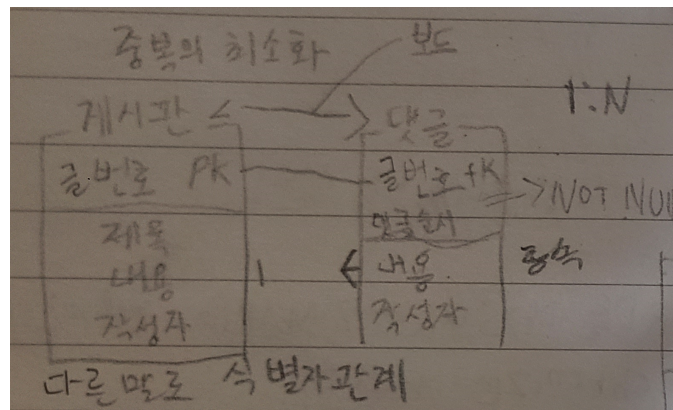 중복의 최소화
보드
1:N
게시판
댓글
글번호 PK
글번호 FK
NOT NUL
댓글순서
제목
내용
작성자
1
내용
작성자
종속
다른말로 식별자관계